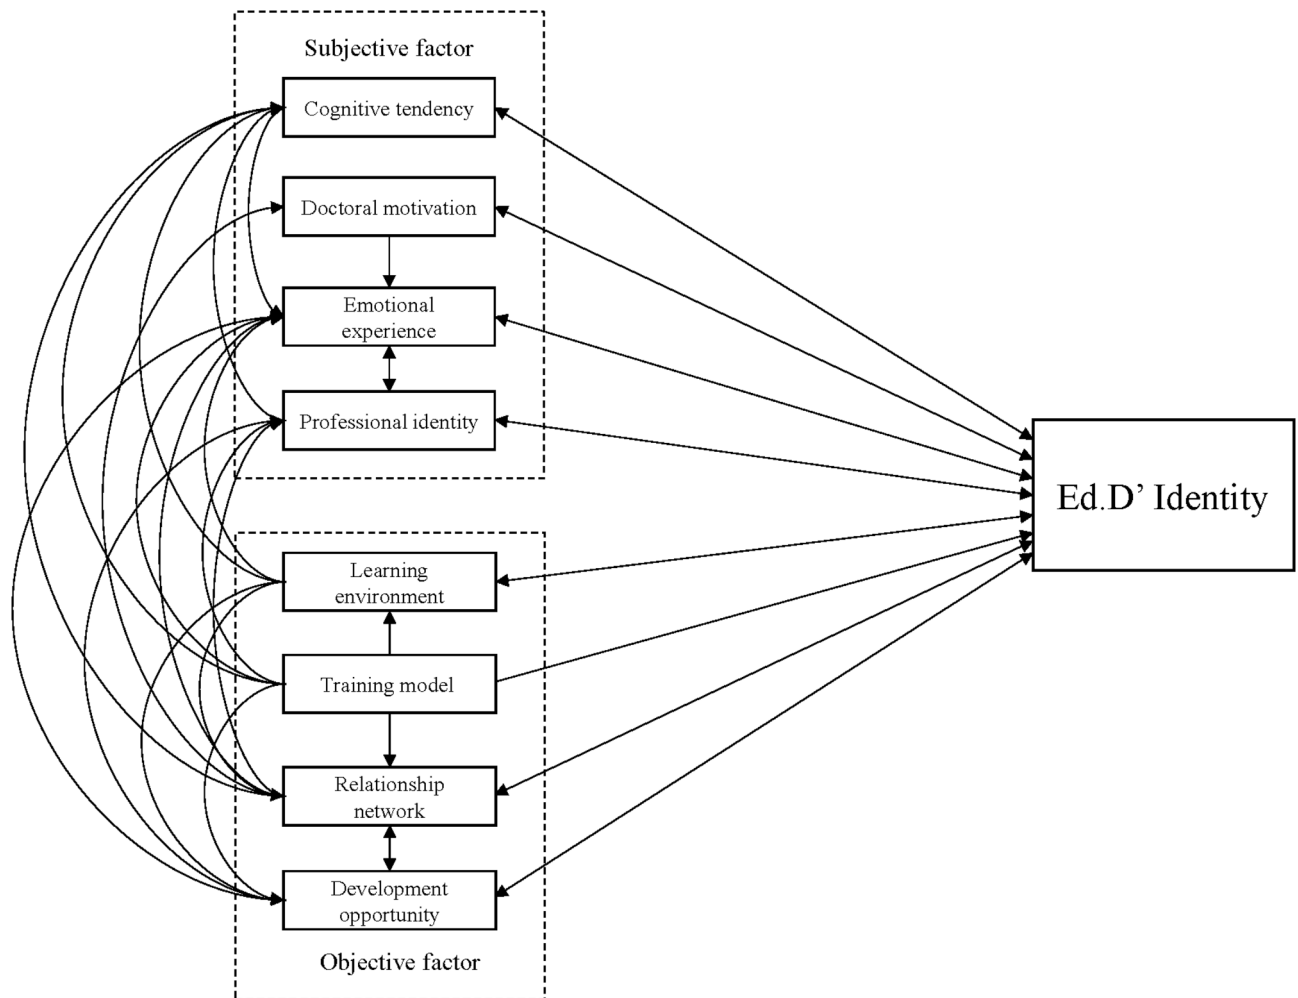 Subjective factor
Cognitive tendency
Doctoral motivation
Emotional
experience
Professional identity
Ed.D’ Identity
Learning
environment
Training model
Relationship
network
Development
opportunity
Objective factor